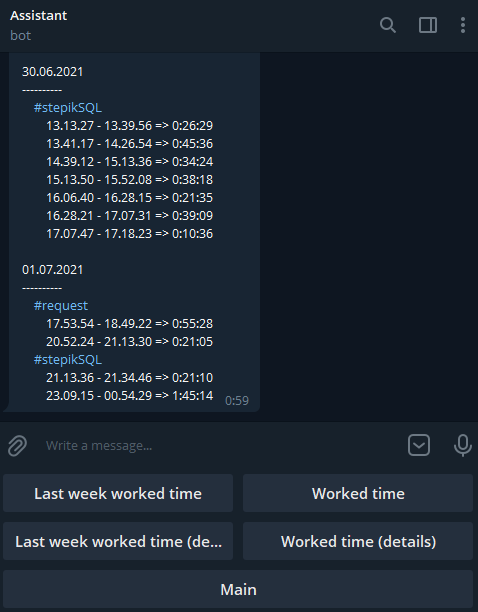 Assistant
bot
30.06.2021
----------
#stepikSQL
13.13.27 - 13.39.56 => 0:26:29
13.41.17 - 14.26.54 => 0:45:36
14.39.12 - 15.13.36 => 0:34:24
15.13.50 - 15.52.08 => 0:38:18
16.06.40 - 16.28.15 => 0:21:35
16.28.21 - 17.07.31 => 0:39:09
17.07.47 - 17.18.23 => 0:10:36
01.07.2021
----------
#request
17.53.54 - 18.49.22 => 0:55:28
20.52.24 - 21.13.30 => 0:21:05
#stepikSQL
21.13.36 - 21.34.46 => 0:21:10
23.09.15 - 00.54.29 => 1:45:14
0:59
Write a message...
Last week worked time
Worked time
Last week worked time (de...
Worked time (details)
Main